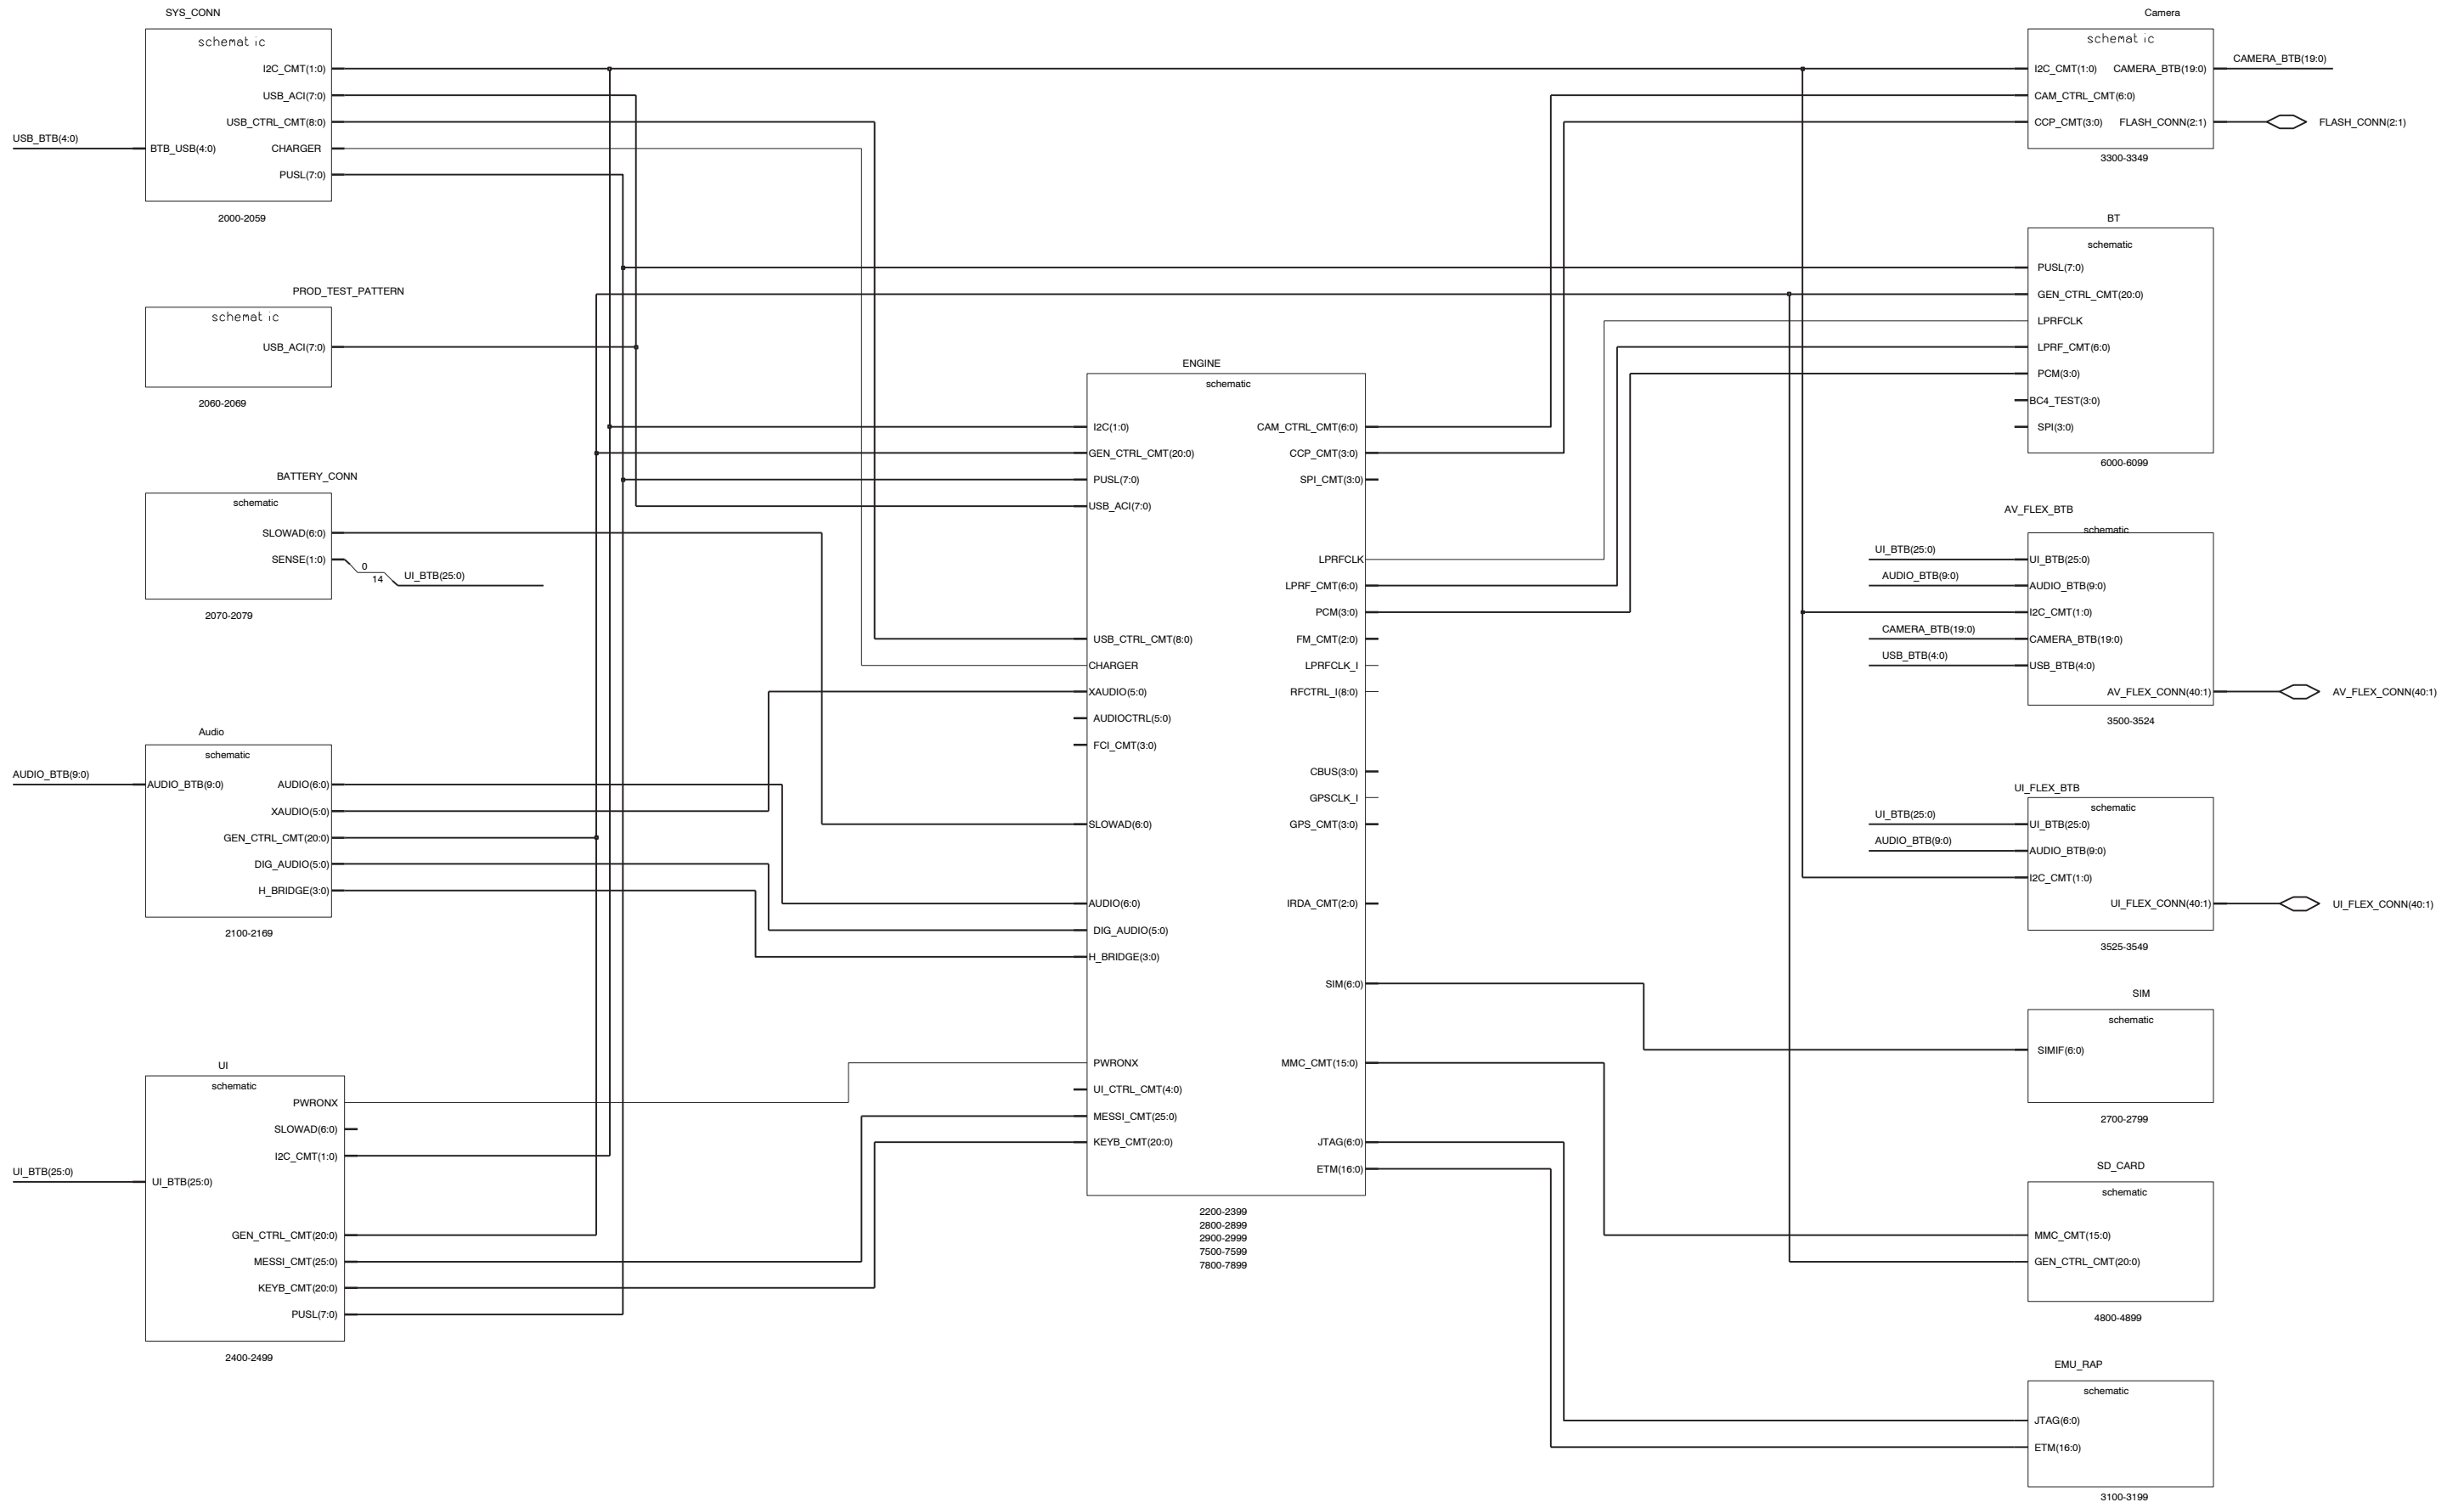 SYS_CONN
schematic
I2C_CMT(1:0)
USB_ACI(7:0)
USB_CTRL_CMT(8:0)
USB_BTB(4:0)
BTB_USB(4:0)
CHARGER
PUSL(7:0)
2000-2059
PROD_TEST_PATTERN
schematic
USB_ACI(7:0)
2060-2069
BATTERY_CONN
schematic
SLOWAD(6:0)
SENSE(1:0)
0
14
UI_BTB(25:0)
2070-2079
Audio
schematic
AUDIO_BTB(9:0)
AUDIO_BTB(9:0)
AUDIO(6:0)
XAUDIO(5:0)
GEN_CTRL_CMT(20:0)
DIG_AUDIO(5:0)
H_BRIDGE(3:0)
2100-2169
UI
schematic
PWRONX
SLOWAD(6:0)
I2C_CMT(1:0)
UI_BTB(25:0)
UI_BTB(25:0)
GEN_CTRL_CMT(20:0)
MESSI_CMT(25:0)
KEYB_CMT(20:0)
PUSL(7:0)
2400-2499
ENGINE
schematic
I2C(1:0)
GEN_CTRL_CMT(20:0)
PUSL(7:0)
USB_ACI(7:0)
USB_CTRL_CMT(8:0)
CHARGER
XAUDIO(5:0)
AUDIOCTRL(5:0)
FCI_CMT(3:0)
SLOWAD(6:0)
AUDIO(6:0)
DIG_AUDIO(5:0)
H_BRIDGE(3:0)
PWRONX
UI_CTRL_CMT(4:0)
MESSI_CMT(25:0)
KEYB_CMT(20:0)
CAM_CTRL_CMT(6:0)
CCP_CMT(3:0)
SPI_CMT(3:0)
LPRFCLK
LPRF_CMT(6:0)
PCM(3:0)
FM_CMT(2:0)
LPRFCLK_I
RFCTRL_I(8:0)
CBUS(3:0)
GPSCLK_I
GPS_CMT(3:0)
IRDA_CMT(2:0)
SIM(6:0)
MMC_CMT(15:0)
JTAG(6:0)
ETM(16:0)
2200-2399
2800-2899
2900-2999
7500-7599
7800-7899
Camera
schematic
I2C_CMT(1:0)
CAMERA_BTB(19:0)
CAMERA_BTB(19:0)
CAM_CTRL_CMT(6:0)
CCP_CMT(3:0)
FLASH_CONN(2:1)
FLASH_CONN(2:1)
3300-3349
BT
schematic
PUSL(7:0)
GEN_CTRL_CMT(20:0)
LPRFCLK
LPRF_CMT(6:0)
PCM(3:0)
BC4_TEST(3:0)
SPI(3:0)
6000-6099
AV_FLEX_BTB
schematic
UI_BTB(25:0)
UI_BTB(25:0)
AUDIO_BTB(9:0)
AUDIO_BTB(9:0)
I2C_CMT(1:0)
CAMERA_BTB(19:0)
CAMERA_BTB(19:0)
USB_BTB(4:0)
USB_BTB(4:0)
AV_FLEX_CONN(40:1)
AV_FLEX_CONN(40:1)
3500-3524
UI_FLEX_BTB
schematic
UI_BTB(25:0)
UI_BTB(25:0)
AUDIO_BTB(9:0)
AUDIO_BTB(9:0)
I2C_CMT(1:0)
UI_FLEX_CONN(40:1)
UI_FLEX_CONN(40:1)
3525-3549
SIM
schematic
SIMIF(6:0)
2700-2799
SD_CARD
schematic
MMC_CMT(15:0)
GEN_CTRL_CMT(20:0)
4800-4899
EMU_RAP
schematic
JTAG(6:0)
ETM(16:0)
3100-3199